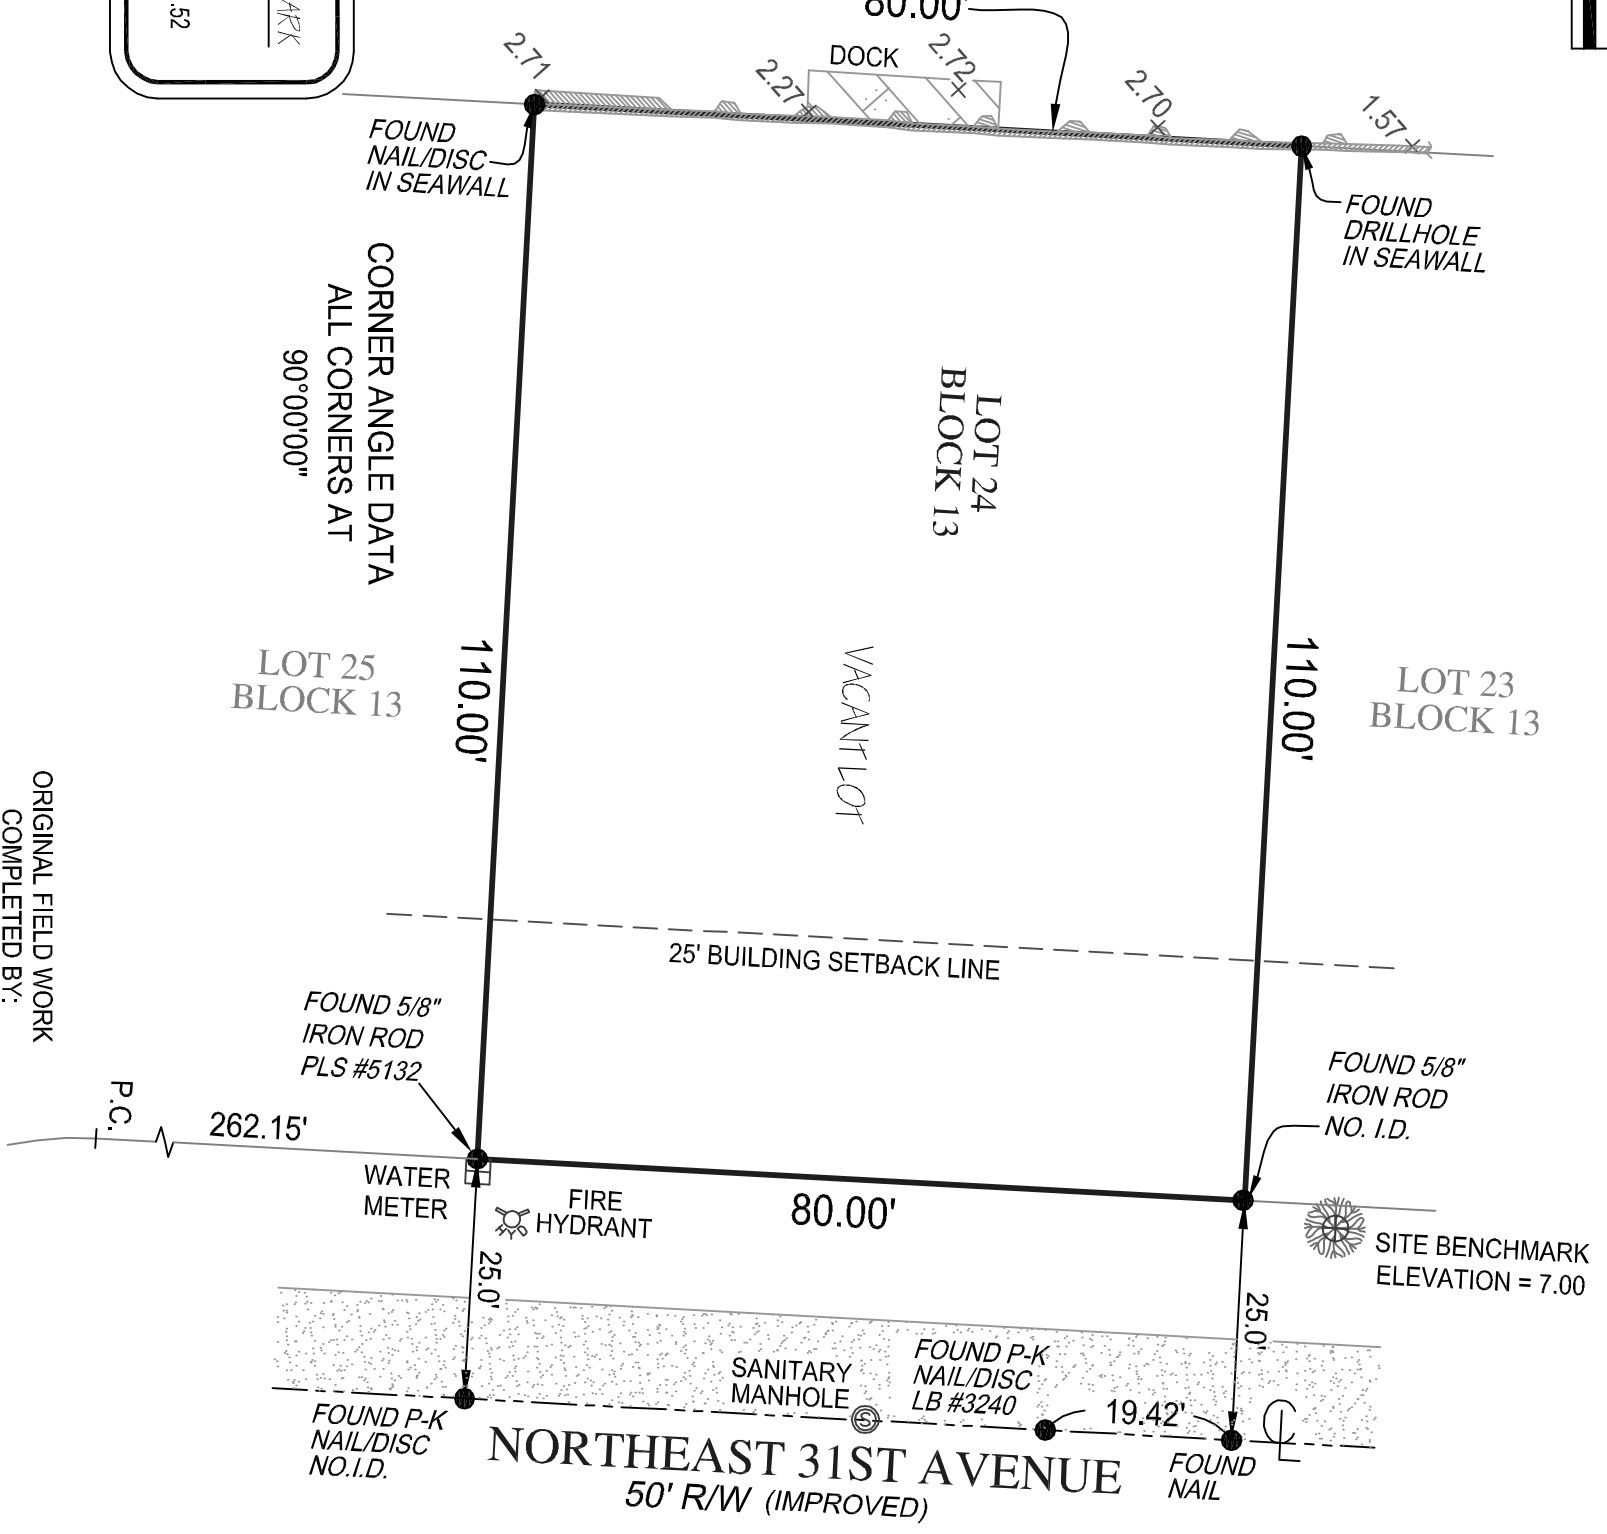 80.00'
ARK
.52
2.71
2.27
DOCK
2.72
2.70
1.57
FOUND
NAIL/DISC
IN SEAWALL
FOUND
DRILLHOLE
IN SEAWALL
CORNER ANGLE DATA
ALL CORNERS AT
90°00'00"
LOT 24
BLOCK 13
VACANT LOT
110.00'
110.00'
LOT 25
BLOCK 13
LOT 23
BLOCK 13
ORIGINAL FIELD WORK
COMPLETED BY:
25' BUILDING SETBACK LINE
FOUND 5/8"
IRON ROD
PLS #5132
FOUND 5/8"
IRON ROD
NO. I.D.
P.C.
262.15'
WATER
METER
FIRE
HYDRANT
80.00'
SITE BENCHMARK
ELEVATION = 7.00
25.0'
25.0'
SANITARY
MANHOLE
S
FOUND P-K
NAIL/DISC
LB #3240
19.42'
CL
FOUND P-K
NAIL/DISC
NO.I.D.
FOUND
NAIL
NORTHEAST 31ST AVENUE
50' R/W (IMPROVED)